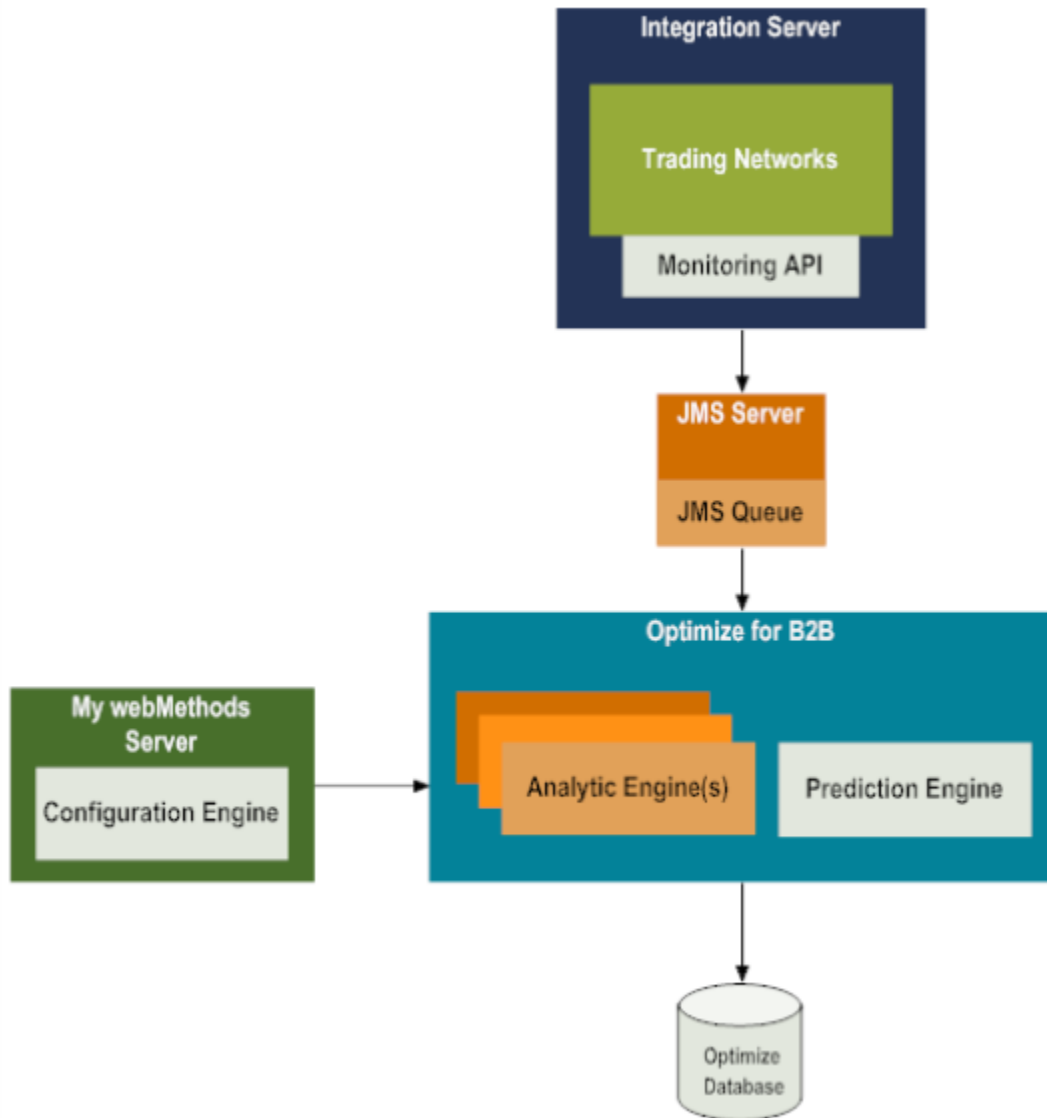 Integration Server
Trading Networks
Monitoring API
JMS Server
JMS Queue
Optimize for B2B
My webMethods
Server
Configuration Engine
Analytic Engine(s)
Prediction Engine
Optimize
Database